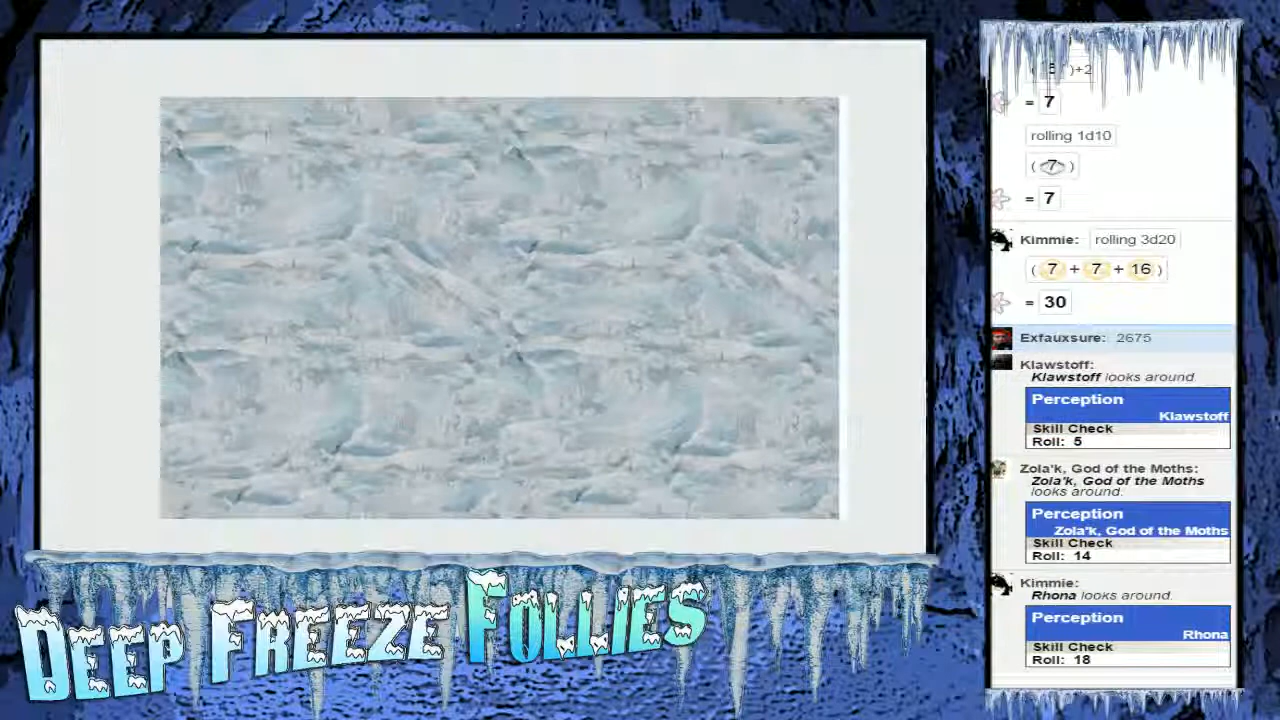 )+2
= 7
rolling 1d10
( 7 )
= 7
Kimmie: rolling 3d20
( 7 + 7 + 16 )
= 30
Exfauxsure: 2675
Klawstoff:
Klawstoff looks around.
Perception
Klawstoff
Skill Check
Roll: 5
Zola'k, God of the Moths:
Zola'k, God of the Moths
looks around.
Perception
Zola'k, God of the Moths
Skill Check
Roll: 14
Kimmie:
Rhona looks around.
Perception
Rhona
Skill Check
Roll: 18
DEEP FREEZE FOLLIES